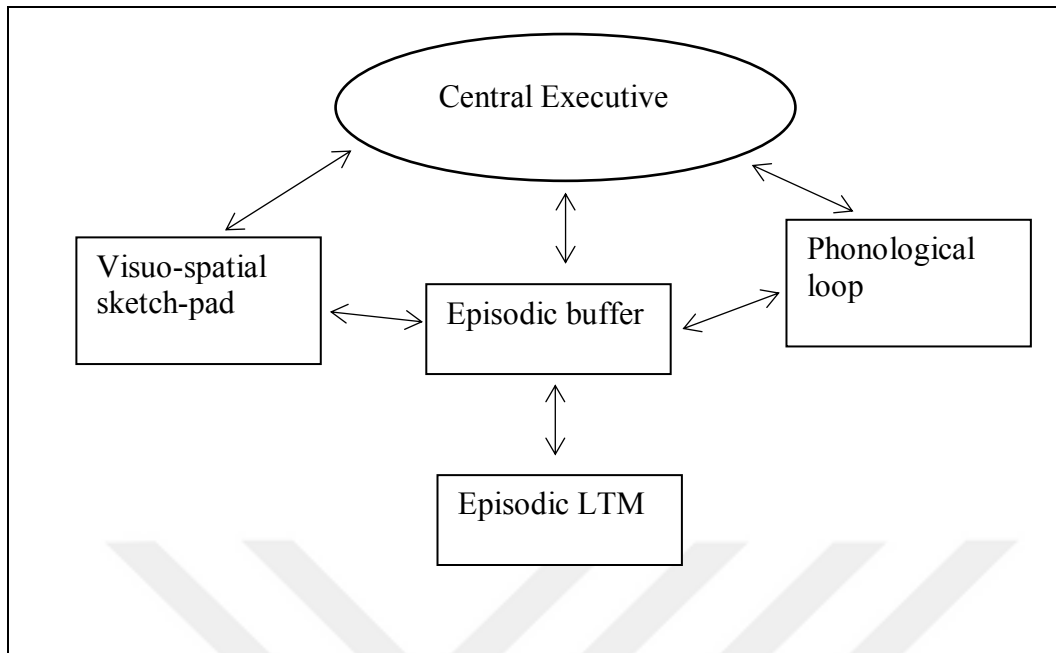 Central Executive
Visuo-spatial
sketch-pad
Episodic buffer
Phonological
loop
Episodic LTM